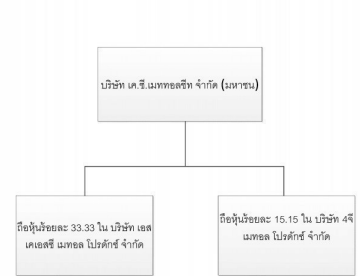 บริษัท เค.ซี.เมททอลชีท จำกัด (มหาชน)
ถือหุ้นร้อยละ 33.33 ใน บริษัท เอส
เคเอสซี เมทอล โปรดักซ์ จำกัด
ถือหุ้นร้อยละ 15.15 ใน บริษัท 4จี
เมทอล โปรดักซ์ จำกัด